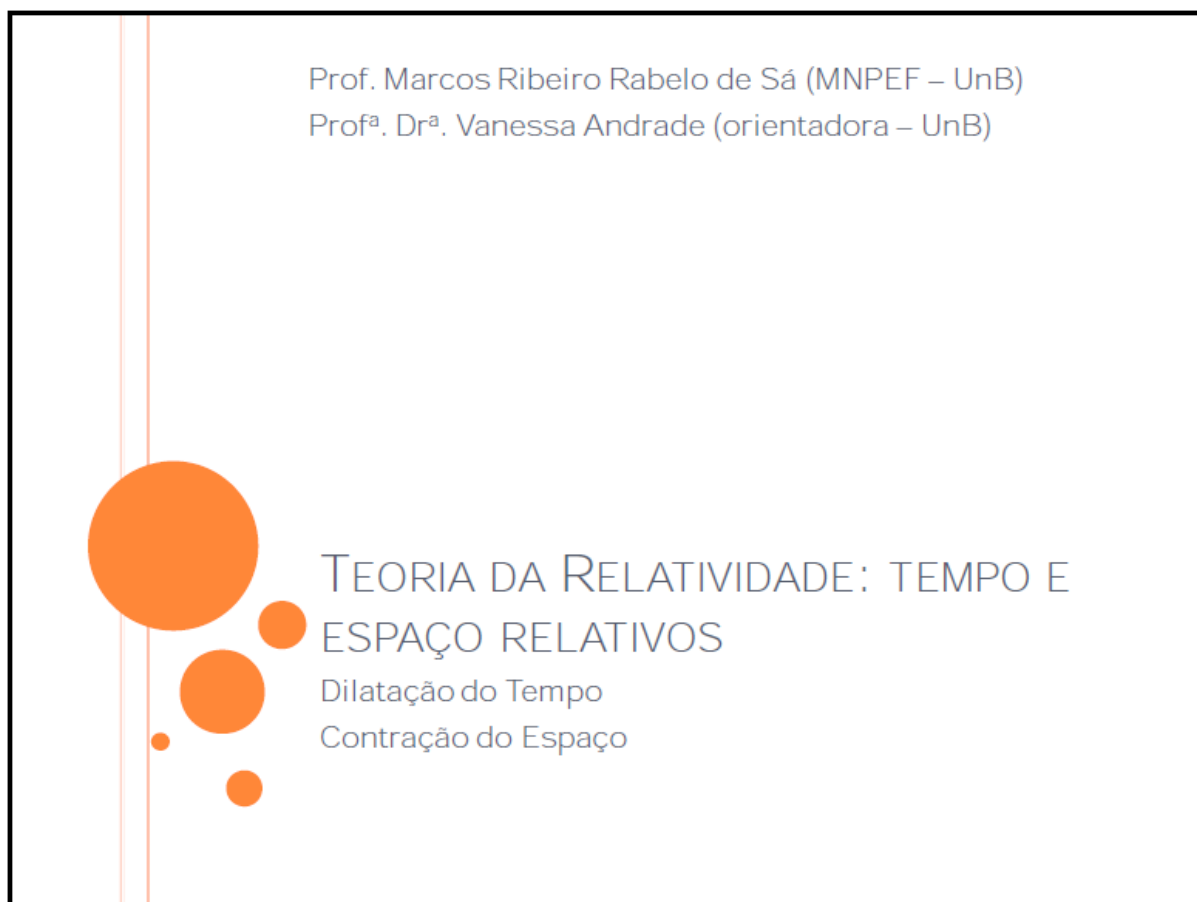 Prof. Marcos Ribeiro Rabelo de Sá (MNPEF – UnB)
Profª. Drª. Vanessa Andrade (orientadora – UnB)
TEORIA DA RELATIVIDADE: TEMPO E
ESPAÇO RELATIVOS
Dilatação do Tempo
Contração do Espaço